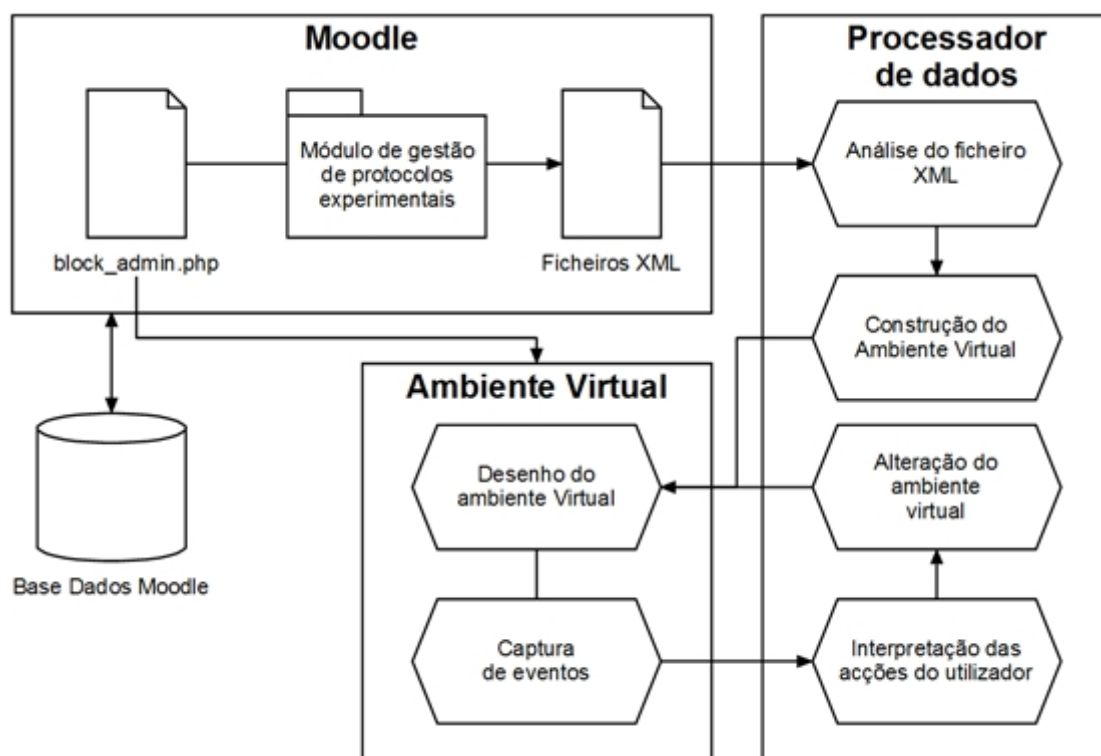 Moodle
Módulo de gestão
de protocolos
experimentais
block_admin.php
Ficheiros XML
Processador
de dados
Análise do ficheiro
XML
Construção do
Ambiente Virtual
Ambiente Virtual
Desenho do
ambiente Virtual
Alteração do
ambiente
virtual
Base Dados Moodle
Captura
de eventos
Interpretação das
acções do utilizador